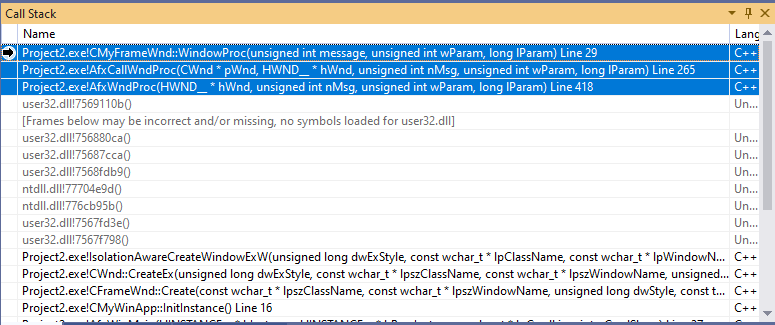 Call Stack
Name Lang
Project2.exe!CMyFrameWnd::WindowProc(unsigned int message, unsigned int wParam, long lParam) Line 29 C++
Project2.exe!AfxCallWndProc(CWnd * pWnd, HWND__ * hWnd, unsigned int nMsg, unsigned int wParam, long lParam) Line 265 C++
Project2.exe!AfxWndProc(HWND__ * hWnd, unsigned int nMsg, unsigned int wParam, long lParam) Line 418 C++
user32.dll!7569110b() Un...
[Frames below may be incorrect and/or missing, no symbols loaded for user32.dll]
user32.dll!756880ca() Un...
user32.dll!75687cca() Un...
user32.dll!7568fdb9() Un...
ntdll.dll!77704e9d() Un...
ntdll.dll!776cb95b() Un...
user32.dll!7567fd3e() Un...
user32.dll!7567f798() Un...
Project2.exe!IsolationAwareCreateWindowExW(unsigned long dwExStyle, const wchar_t * lpClassName, const wchar_t * lpWindowN... C++
Project2.exe!CWnd::CreateEx(unsigned long dwExStyle, const wchar_t * lpszClassName, const wchar_t * lpszWindowName, unsigned... C++
Project2.exe!CFrameWnd::Create(const wchar_t * lpszClassName, const wchar_t * lpszWindowName, unsigned long dwStyle, const t... C++
Project2.exe!CMyWinApp::InitInstance() Line 16 C++